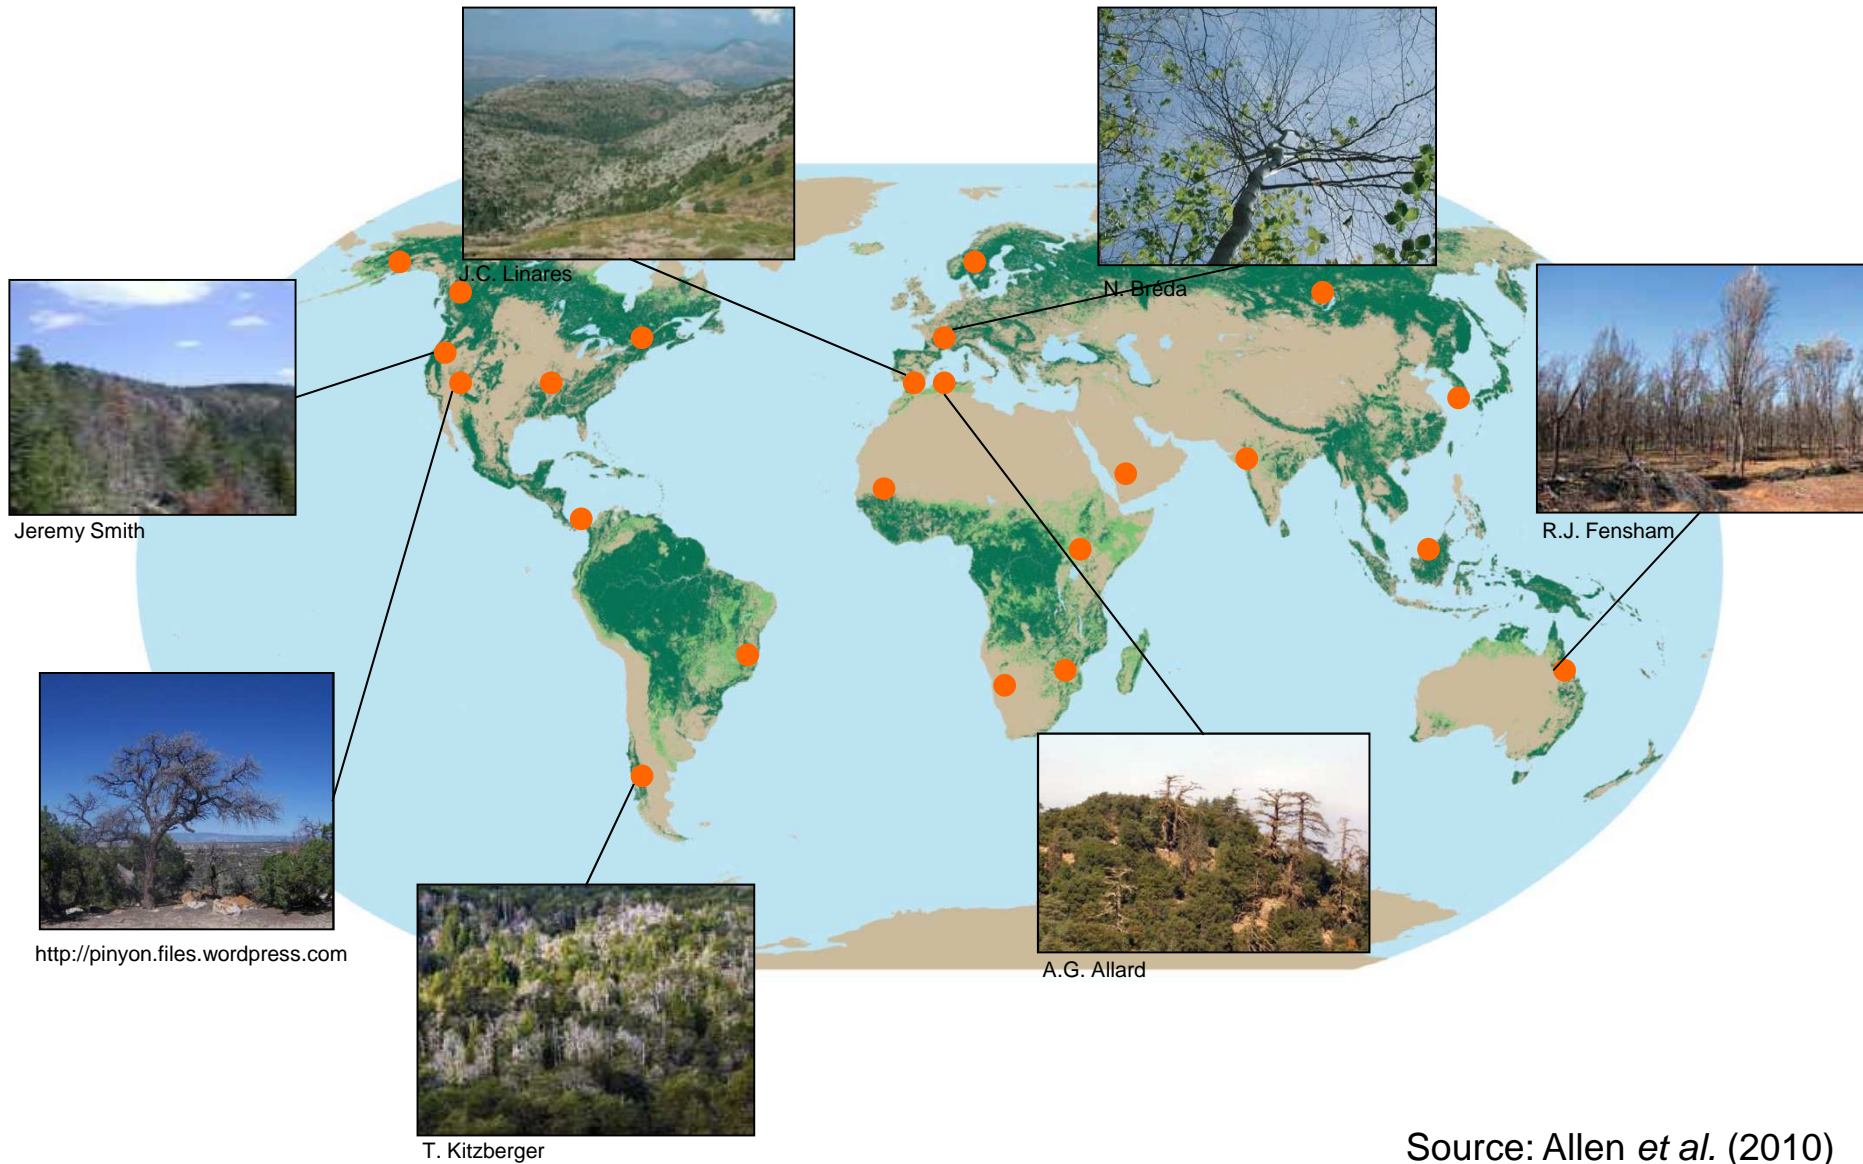 J.C. Linares
N. Bréda
Jeremy Smith
R.J. Fensham
http://pinyon.files.wordpress.com
A.G. Allard
T. Kitzberger
Source: Allen et al. (2010)